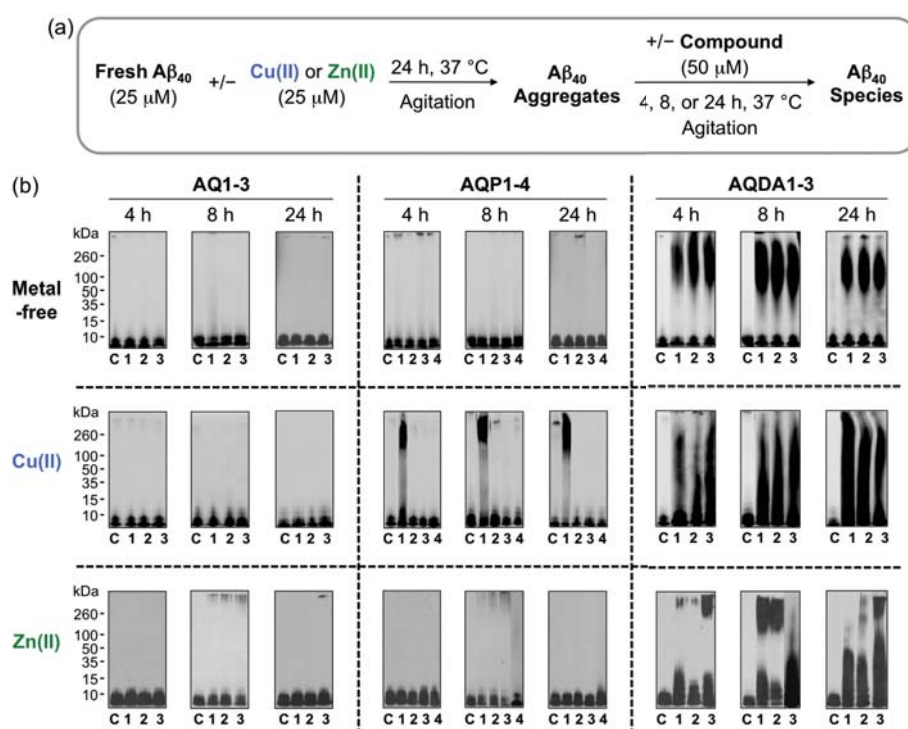 (a)
Fresh Aβ40 +/− Cu(II) or Zn(II) 24 h, 37 °C Aβ40 +/− Compound Aβ40
(25 μM) (25 μM) Agitation Aggregates (50 μM) Species
4, 8, or 24 h, 37 °C
Agitation
(b) AQ1-3 AQP1-4 AQDA1-3
4 h 8 h 24 h 4 h 8 h 24 h 4 h 8 h 24 h
Metal-free
kDa
260
100
50
35
15
10
C 1 2 3 C 1 2 3 C 1 2 3 C 1 2 3 4 C 1 2 3 4 C 1 2 3 4 C 1 2 3 C 1 2 3 C 1 2 3
Cu(II)
kDa
260
100
50
35
15
10
C 1 2 3 C 1 2 3 C 1 2 3 C 1 2 3 4 C 1 2 3 4 C 1 2 3 4 C 1 2 3 C 1 2 3 C 1 2 3
Zn(II)
kDa
260
100
50
35
15
10
C 1 2 3 C 1 2 3 C 1 2 3 C 1 2 3 4 C 1 2 3 4 C 1 2 3 4 C 1 2 3 C 1 2 3 C 1 2 3